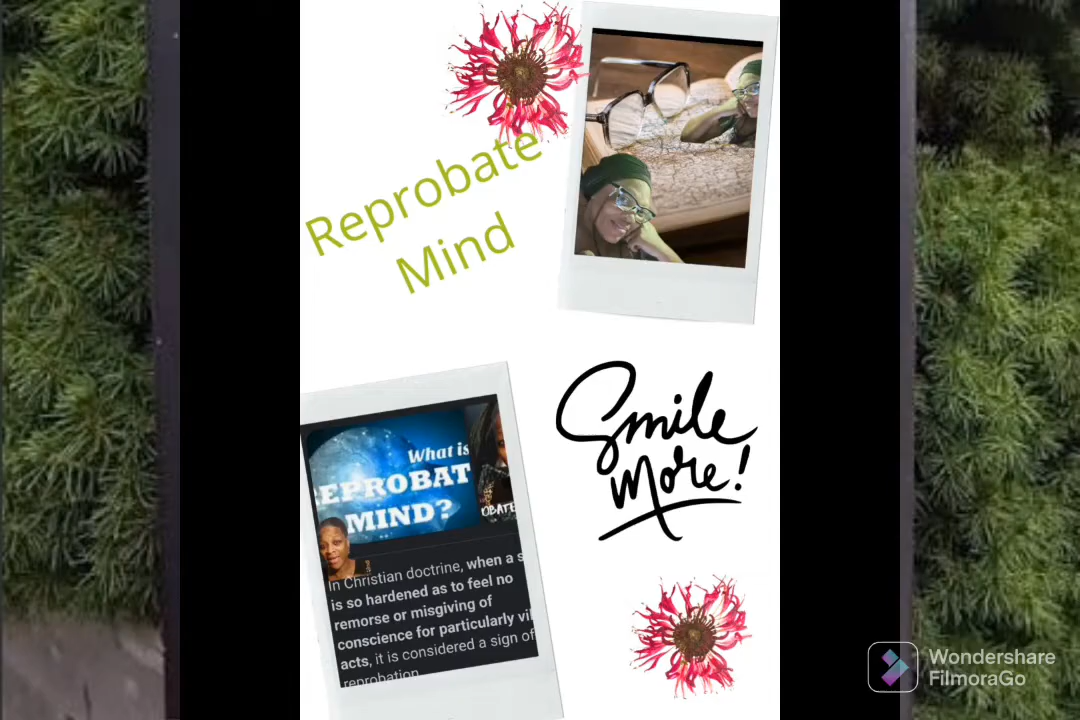 Reprobate
Mind
Smile
More!
What is
EPROBAT
MIND?
OBATE
In Christian doctrine, when a s
is so hardened as to feel no
remorse or misgiving of
conscience for particularly vil
acts, it is considered a sign of
reprobation
Wondershare
FilmoraGo